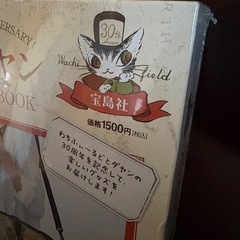 ERSARY!
EARTH
30th
Wachi field
宝島社
ヤン
BOOK
価格1500円[税込]
わちふぃーるどとダヤンの
30周年を記念して
楽しいグッズを
お届けします!